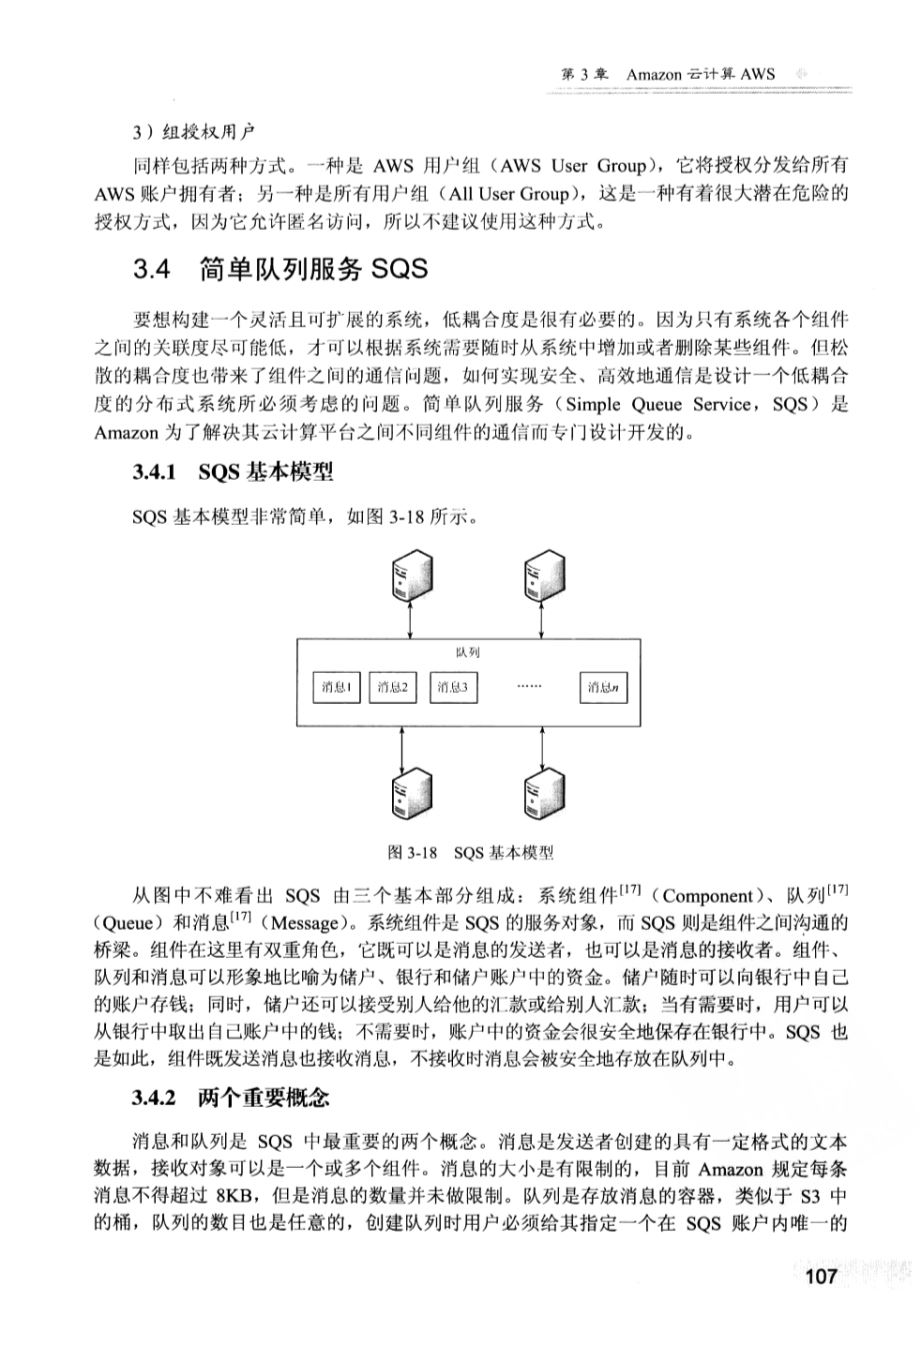 第 3 章 Amazon 云计算 AWS
3）组授权用户
同样包括两种方式。一种是 AWS 用户组（AWS User Group），它将授权分发给所有
AWS 账户拥有者；另一种是所有用户组（All User Group），这是一种有着很大潜在危险的
授权方式，因为它允许匿名访问，所以不建议使用这种方式。
3.4 简单队列服务 SQS
要想构建一个灵活且可扩展的系统，低耦合度是很有必要的。因为只有系统各个组件
之间的关联度尽可能低，才可以根据系统需要随时从系统中增加或者删除某些组件。但松
散的耦合度也带来了组件之间的通信问题，如何实现安全、高效地通信是设计一个低耦合
度的分布式系统所必须考虑的问题。简单队列服务（Simple Queue Service，SQS）是
Amazon 为了解决其云计算平台之间不同组件的通信而专门设计开发的。
3.4.1 SQS 基本模型
SQS 基本模型非常简单，如图 3-18 所示。
队列
消息1 消息2 消息3 …… 消息n
图 3-18 SQS 基本模型
从图中不难看出 SQS 由三个基本部分组成：系统组件[17]（Component）、队列[17]
（Queue）和消息[17]（Message）。系统组件是 SQS 的服务对象，而 SQS 则是组件之间沟通的
桥梁。组件在这里有双重角色，它既可以是消息的发送者，也可以是消息的接收者。组件、
队列和消息可以形象地比喻为储户、银行和储户账户中的资金。储户随时可以向银行中自己
的账户存钱；同时，储户还可以接受别人给他的汇款或给别人汇款；当有需要时，用户可以
从银行中取出自己账户中的钱；不需要时，账户中的资金会很安全地保存在银行中。SQS 也
是如此，组件既发送消息也接收消息，不接收时消息会被安全地存放在队列中。
3.4.2 两个重要概念
消息和队列是 SQS 中最重要的两个概念。消息是发送者创建的具有一定格式的文本
数据，接收对象可以是一个或多个组件。消息的大小是有限制的，目前 Amazon 规定每条
消息不得超过 8KB，但是消息的数量并未做限制。队列是存放消息的容器，类似于 S3 中
的桶，队列的数目也是任意的，创建队列时用户必须给其指定一个在 SQS 账户内唯一的
107